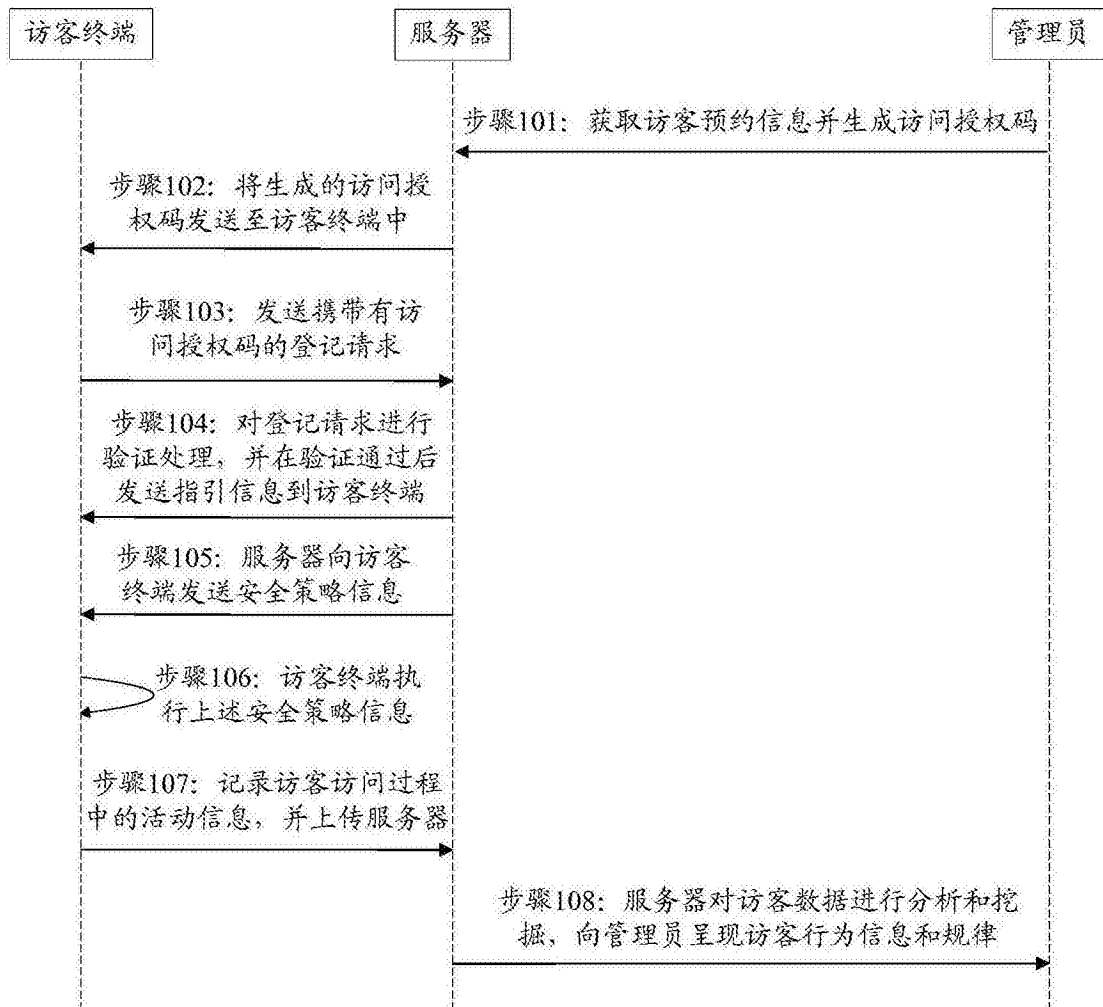 访客终端
服务器
管理员
步骤101：获取访客预约信息并生成访问授权码
步骤102：将生成的访问授
权码发送至访客终端中
步骤103：发送携带有访
问授权码的登记请求
步骤104：对登记请求进行
验证处理，并在验证通过后
发送指引信息到访客终端
步骤105：服务器向访客
终端发送安全策略信息
步骤106：访客终端执
行上述安全策略信息
步骤107：记录访客访问过程
中的活动信息，并上传服务器
步骤108：服务器对访客数据进行分析和挖
掘、向管理员呈现访客行为信息和规律